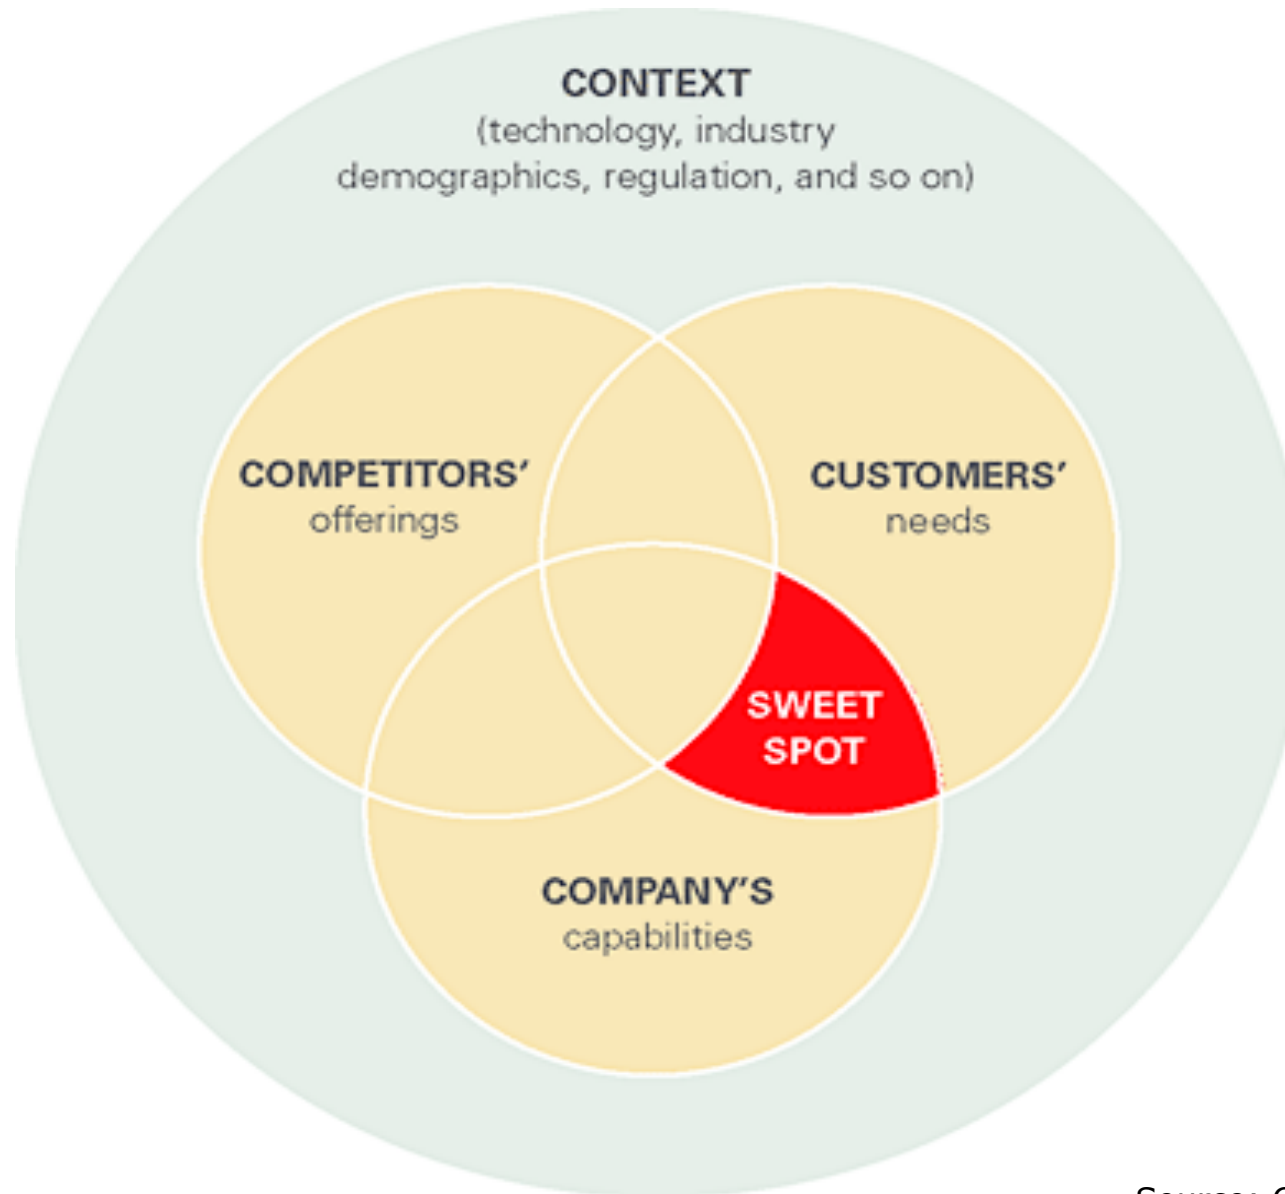 CONTEXT
(technology, industry
demographics, regulation, and so on)
COMPETITORS’
offerings
CUSTOMERS’
needs
SWEET
SPOT
COMPANY’S
capabilities